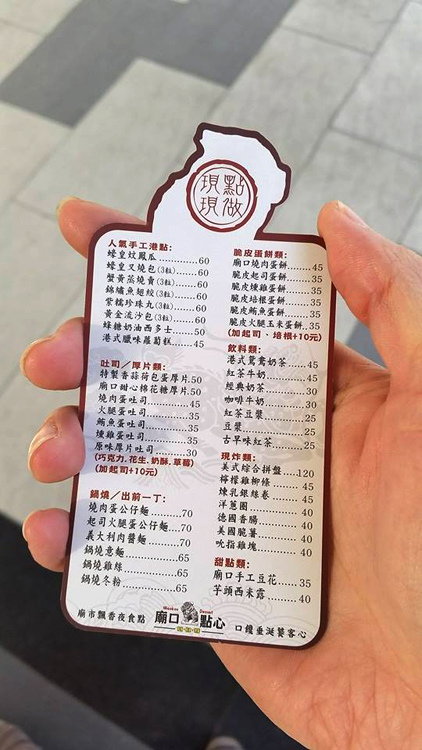 現點
現做
人氣手工港點:
蠔皇炆鳳瓜......60
蠔皇叉燒包(3粒)......60
蟹黃蒸燒賣(3粒)......60
錦繡魚翅餃(3粒)......60
紫糯珍珠丸(3粒)......60
黃金流沙包(3粒)......60
蜂糖奶油西多士......50
港式臘味蘿蔔糕......45
吐司/厚片類:
特製香蒜荷包蛋厚片.50
廟口甜心棉花糖厚片.50
燒肉蛋吐司......45
火腿蛋吐司......35
鮪魚蛋吐司......35
燻雞蛋吐司......35
原味厚片吐司......30
(巧克力.花生.奶酥.草莓)
(加起司+10元)
鍋燒/出前一丁:
燒肉蛋公仔麵....70
起司火腿蛋公仔麵...70
義大利肉醬麵......70
鍋燒意麵......65
鍋燒雞絲......65
鍋燒冬粉......65
脆皮蛋餅類:
廟口燒肉蛋餅....45
脆皮起司蛋餅....35
脆皮燻雞蛋餅....35
脆皮培根蛋餅....35
脆皮鮪魚蛋餅....35
脆皮火腿玉米蛋餅.35
(加起司、培根+10元)
飲料類:
港式鴛鴦奶茶......45
紅茶牛奶......45
經典奶茶......30
咖啡牛奶......30
紅茶豆漿......25
豆漿......25
古早味紅茶......25
現炸類:
美式綜合拼盤...120
檸檬雞柳條......45
煉乳銀絲卷......45
洋蔥圈......40
德國香腸......40
美國脆薯......40
吮指雞塊......40
甜點類:
廟口手工豆花....35
芋頭西米露......40
廟市飄香夜食點
廟口點心
口饞垂涎饕客心